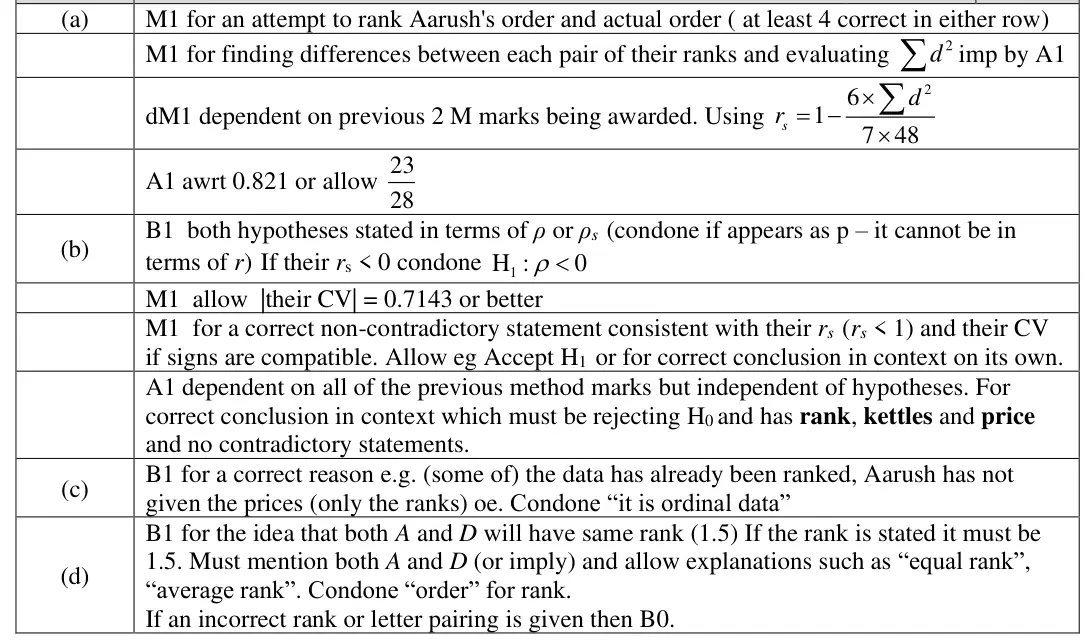 (a) M1 for an attempt to rank Aarush's order and actual order ( at least 4 correct in either row)
M1 for finding differences between each pair of their ranks and evaluating ∑d² imp by A1
dM1 dependent on previous 2 M marks being awarded. Using rₛ = 1 − (6 × ∑d²)/(7 × 48)
A1 awrt 0.821 or allow 23/28
(b) B1 both hypotheses stated in terms of ρ or ρₛ (condone if appears as p – it cannot be in
terms of r) If their rₛ < 0 condone H₁ : ρ < 0
M1 allow |their CV| = 0.7143 or better
M1 for a correct non-contradictory statement consistent with their rₛ (rₛ < 1) and their CV
if signs are compatible. Allow eg Accept H₁ or for correct conclusion in context on its own.
A1 dependent on all of the previous method marks but independent of hypotheses. For
correct conclusion in context which must be rejecting H₀ and has rank, kettles and price
and no contradictory statements.
(c) B1 for a correct reason e.g. (some of) the data has already been ranked, Aarush has not
given the prices (only the ranks) oe. Condone “it is ordinal data”
(d) B1 for the idea that both A and D will have same rank (1.5) If the rank is stated it must be
1.5. Must mention both A and D (or imply) and allow explanations such as “equal rank”,
“average rank”. Condone “order” for rank.
If an incorrect rank or letter pairing is given then B0.